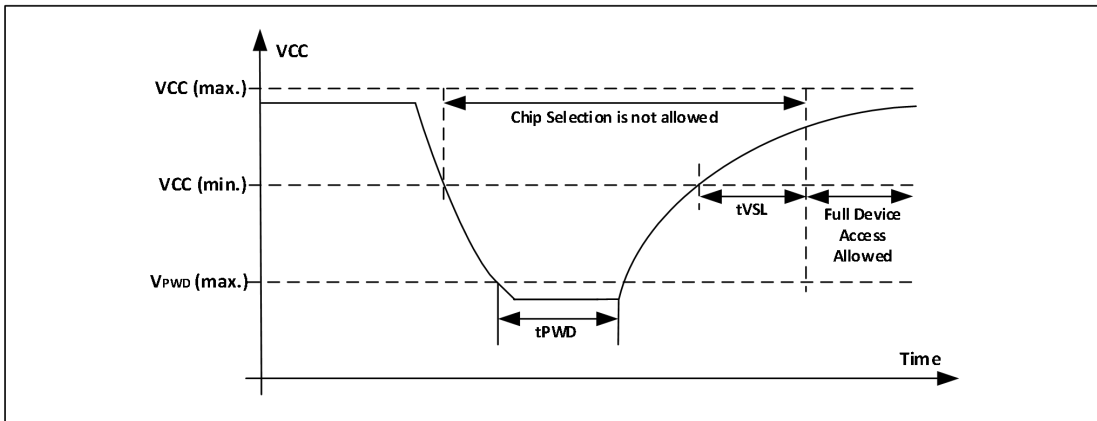 VCC
VCC (max.)
Chip Selection is not allowed
VCC (min.)
tVSL
Full Device
Access
Allowed
VPWD (max.)
tPWD
Time